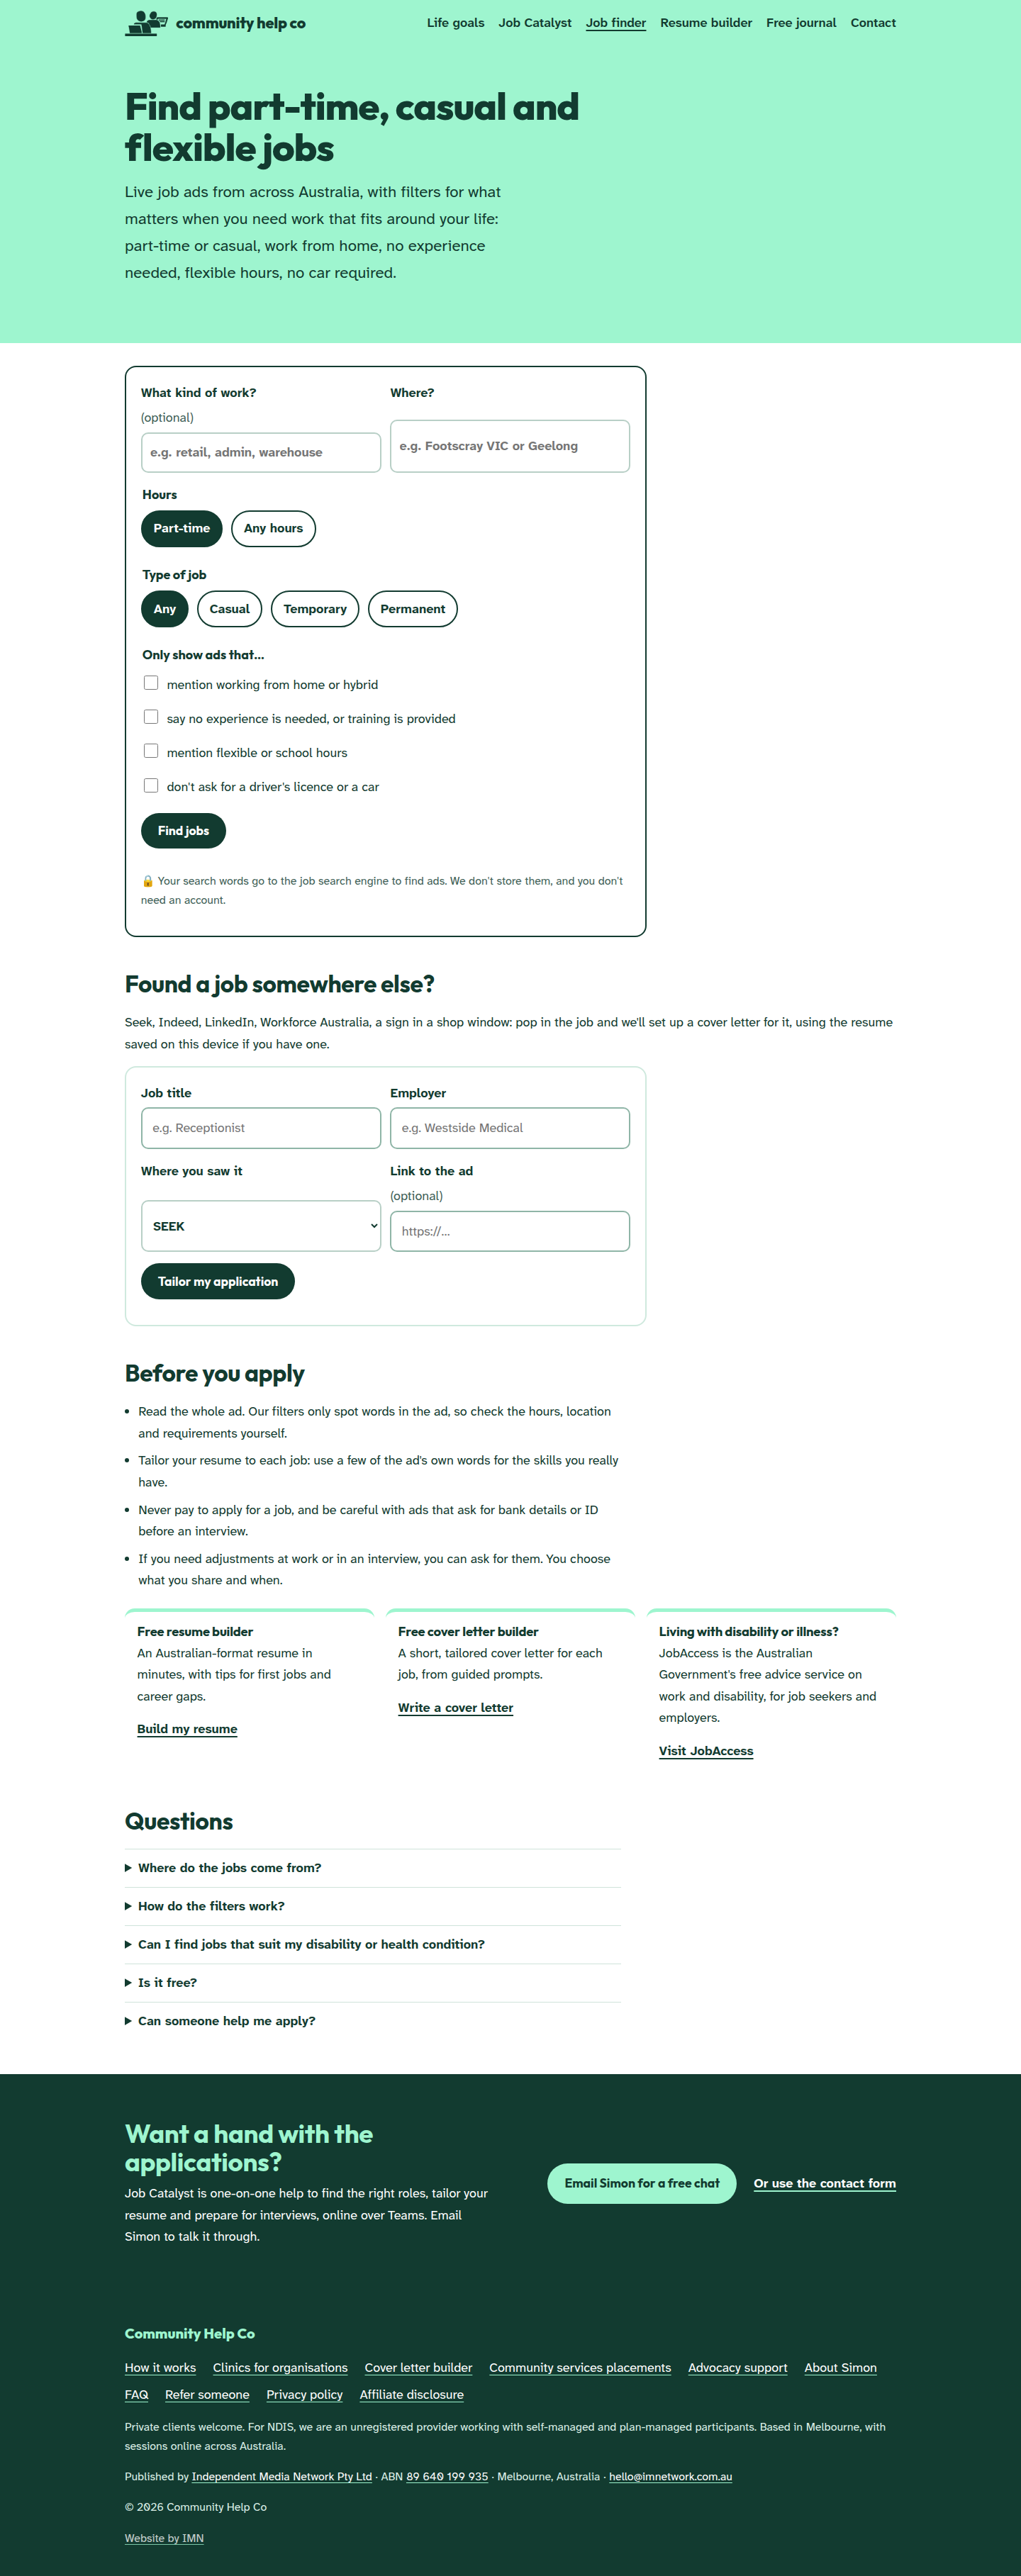 community help co
Life goals Job Catalyst Job finder Resume builder Free journal Contact
Find part-time, casual and
flexible jobs
Live job ads from across Australia, with filters for what
matters when you need work that fits around your life:
part-time or casual, work from home, no experience
needed, flexible hours, no car required.
What kind of work?
(optional)
e.g. retail, admin, warehouse
Where?
e.g. Footscray VIC or Geelong
Hours
Part-time Any hours
Type of job
Any Casual Temporary Permanent
Only show ads that...
mention working from home or hybrid
say no experience is needed, or training is provided
mention flexible or school hours
don't ask for a driver's licence or a car
Find jobs
🔒 Your search words go to the job search engine to find ads. We don't store them, and you don't
need an account.
Found a job somewhere else?
Seek, Indeed, LinkedIn, Workforce Australia, a sign in a shop window: pop in the job and we'll set up a cover letter for it, using the resume
saved on this device if you have one.
Job title
e.g. Receptionist
Employer
e.g. Westside Medical
Where you saw it
SEEK
Link to the ad
(optional)
https://...
Tailor my application
Before you apply
• Read the whole ad. Our filters only spot words in the ad, so check the hours, location
and requirements yourself.
• Tailor your resume to each job: use a few of the ad's own words for the skills you really
have.
• Never pay to apply for a job, and be careful with ads that ask for bank details or ID
before an interview.
• If you need adjustments at work or in an interview, you can ask for them. You choose
what you share and when.
Free resume builder
An Australian-format resume in
minutes, with tips for first jobs and
career gaps.
Build my resume
Free cover letter builder
A short, tailored cover letter for each
job, from guided prompts.
Write a cover letter
Living with disability or illness?
JobAccess is the Australian
Government's free advice service on
work and disability, for job seekers and
employers.
Visit JobAccess
Questions
Where do the jobs come from?
How do the filters work?
Can I find jobs that suit my disability or health condition?
Is it free?
Can someone help me apply?
Want a hand with the
applications?
Job Catalyst is one-on-one help to find the right roles, tailor your
resume and prepare for interviews, online over Teams. Email
Simon to talk it through.
Email Simon for a free chat
Or use the contact form
Community Help Co
How it works Clinics for organisations Cover letter builder Community services placements Advocacy support About Simon
FAQ Refer someone Privacy policy Affiliate disclosure
Private clients welcome. For NDIS, we are an unregistered provider working with self-managed and plan-managed participants. Based in Melbourne, with
sessions online across Australia.
Published by Independent Media Network Pty Ltd · ABN 89 640 199 935 · Melbourne, Australia · hello@imnetwork.com.au
© 2026 Community Help Co
Website by IMN